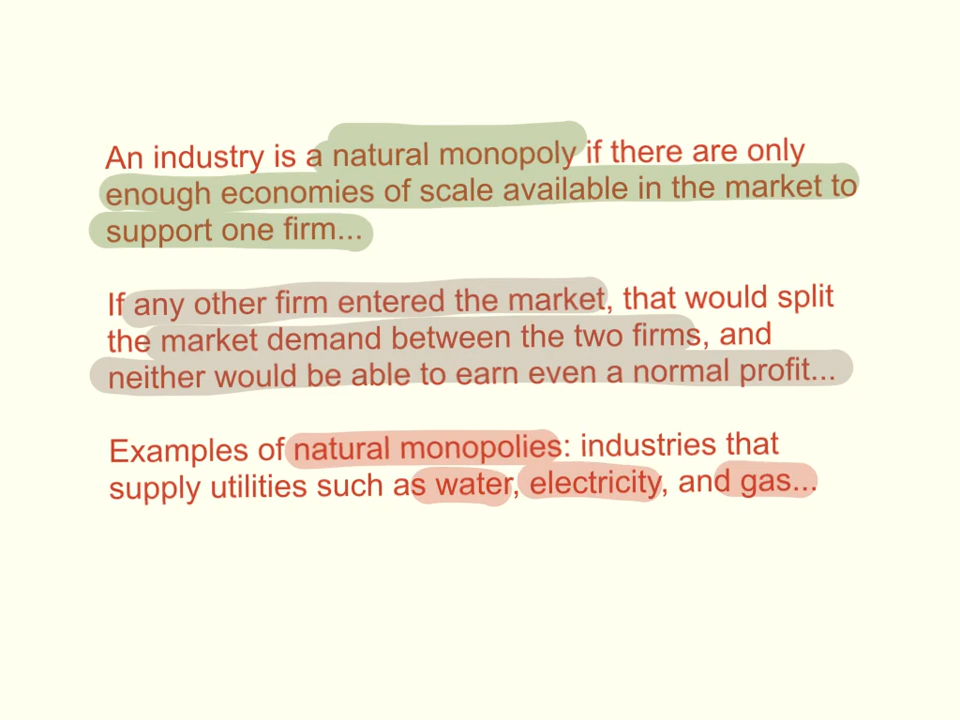 An industry is a natural monopoly if there are only
enough economies of scale available in the market to
support one firm...
If any other firm entered the market, that would split
the market demand between the two firms, and
neither would be able to earn even a normal profit...
Examples of natural monopolies: industries that
supply utilities such as water, electricity, and gas...